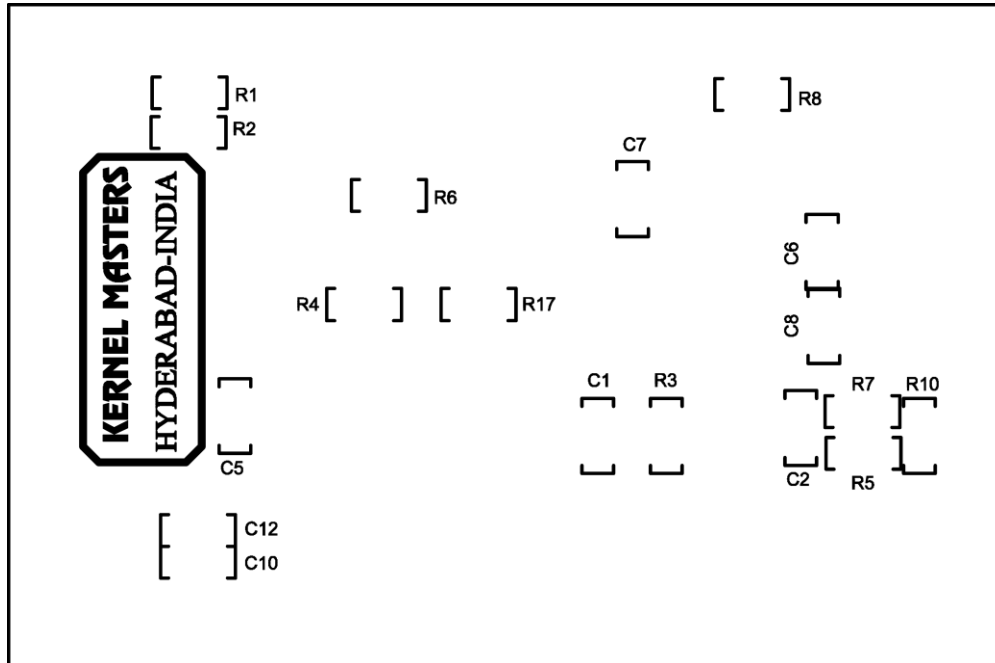 R1
R8
R2
C7
KERNEL MASTERS
HYDERABAD-INDIA
R6
C6
R4
R17
C8
C1
R3
R7
R10
C5
C2
R5
C12
C10